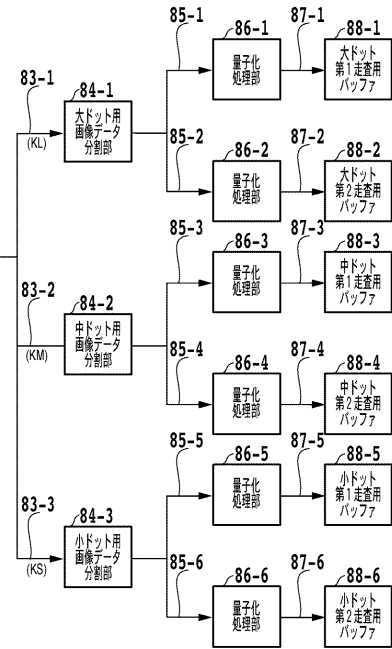 85-1
86-1
87-1
88-1
83-1
84-1
(KL)
大ドット用
画像データ
分割部
量子化
処理部
大ドット
第1走査用
バッファ
85-2
86-2
87-2
88-2
量子化
処理部
大ドット
第2走査用
バッファ
85-3
86-3
87-3
88-3
量子化
処理部
中ドット
第1走査用
バッファ
83-2
84-2
(KM)
中ドット用
画像データ
分割部
85-4
86-4
87-4
88-4
量子化
処理部
中ドット
第2走査用
バッファ
85-5
86-5
87-5
88-5
量子化
処理部
小ドット
第1走査用
バッファ
83-3
84-3
(KS)
小ドット用
画像データ
分割部
85-6
86-6
87-6
88-6
量子化
処理部
小ドット
第2走査用
バッファ